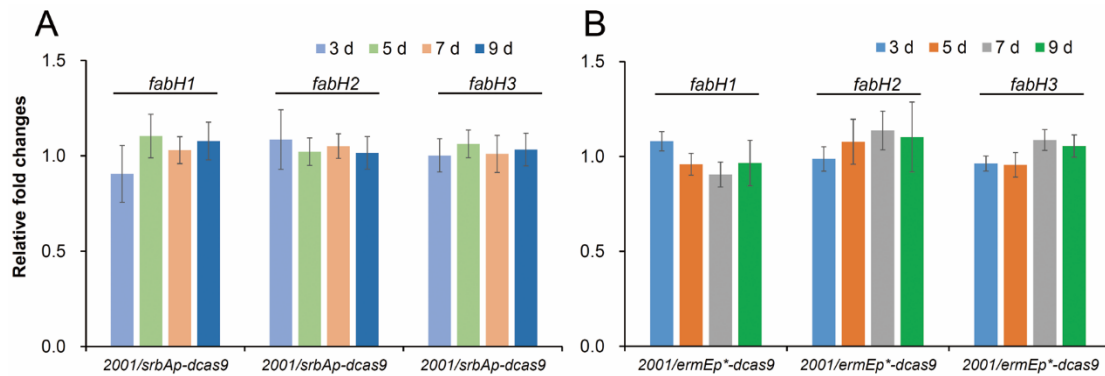 A
3 d 5 d 7 d 9 d
fabH1 fabH2 fabH3
Relative fold changes
1.5
1.0
0.5
0.0
2001/srbAp-dcas9 2001/srbAp-dcas9 2001/srbAp-dcas9
B
3 d 5 d 7 d 9 d
fabH1 fabH2 fabH3
1.5
1.0
0.5
0.0
2001/ermEp*-dcas9 2001/ermEp*-dcas9 2001/ermEp*-dcas9